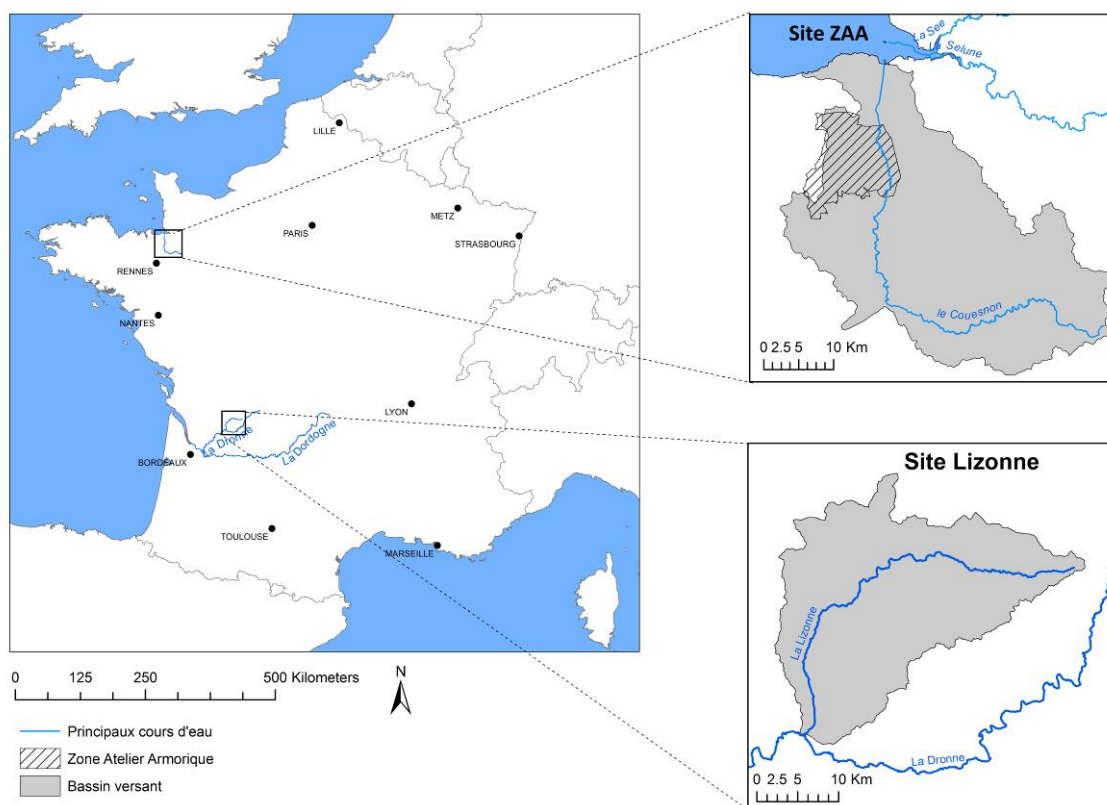 LILLE
METZ
PARIS
STRASBOURG
RENNES
NANTES
LYON
La Dronne
La Dordogne
BORDEAUX
TOULOUSE
MARSEILLE
0 125 250 500 Kilometers
N
Principaux cours d'eau
Zone Atelier Armorique
Bassin versant
Site ZAA
La See
La Selune
le Couesnon
0 2.5 5 10 Km
Site Lizonne
La Lizonne
La Dronne
0 2.5 5 10 Km